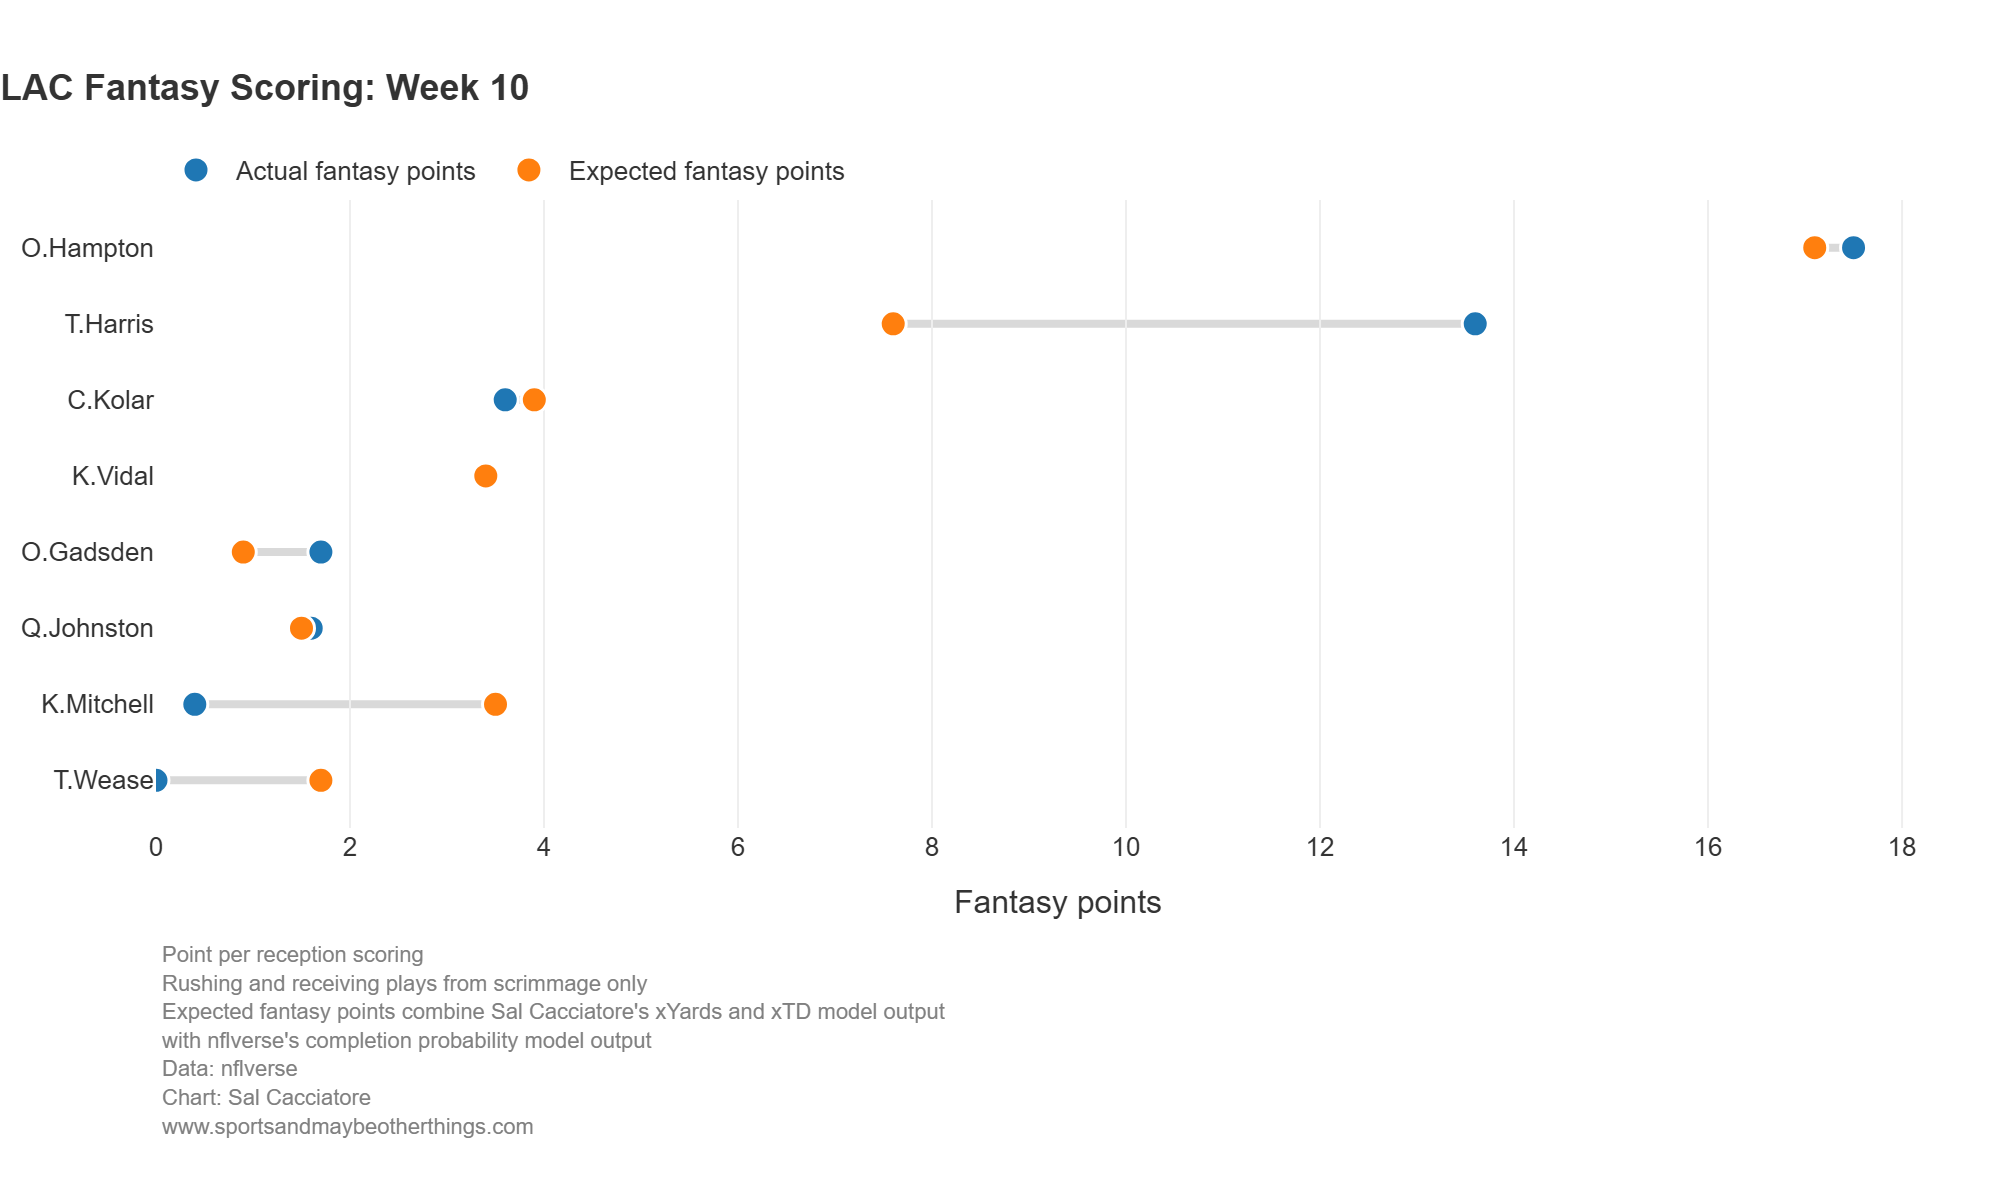 LAC Fantasy Scoring: Week 10
Actual fantasy points Expected fantasy points
O.Hampton
T.Harris
C.Kolar
K.Vidal
O.Gadsden
Q.Johnston
K.Mitchell
T.Wease
0 2 4 6 8 10 12 14 16 18
Fantasy points
Point per reception scoring
Rushing and receiving plays from scrimmage only
Expected fantasy points combine Sal Cacciatore's xYards and xTD model output
with nflverse's completion probability model output
Data: nflverse
Chart: Sal Cacciatore
www.sportsandmaybeotherthings.com